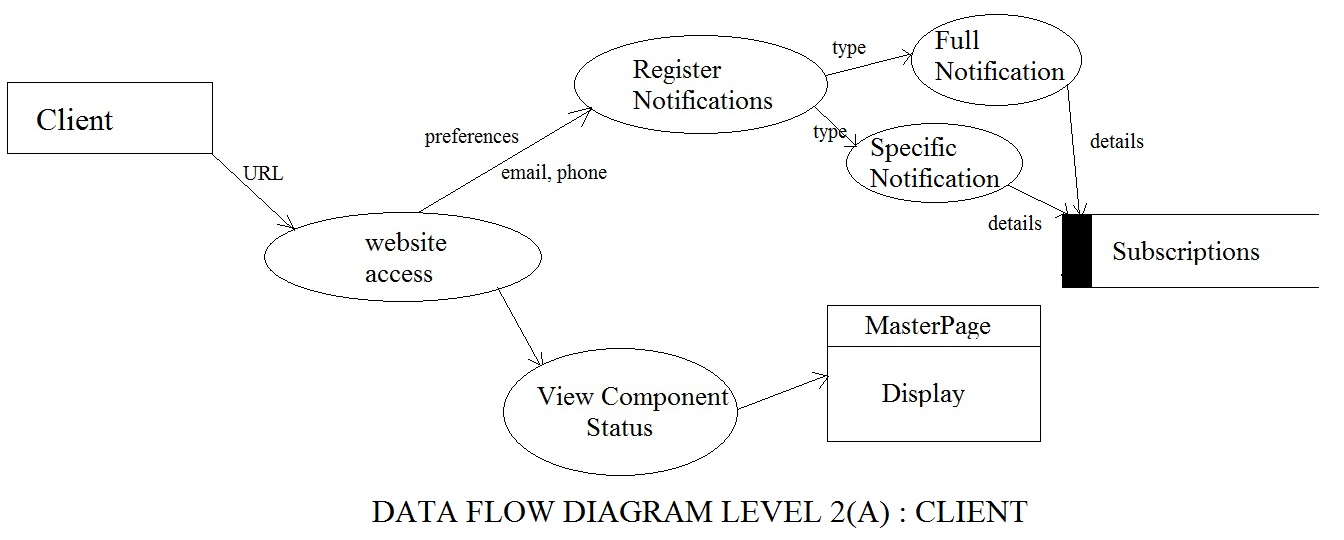 Client
URL
website
access
preferences
email, phone
Register
Notifications
type
Full
Notification
type
Specific
Notification
details
details
Subscriptions
View Component
Status
MasterPage
Display
DATA FLOW DIAGRAM LEVEL 2(A) : CLIENT